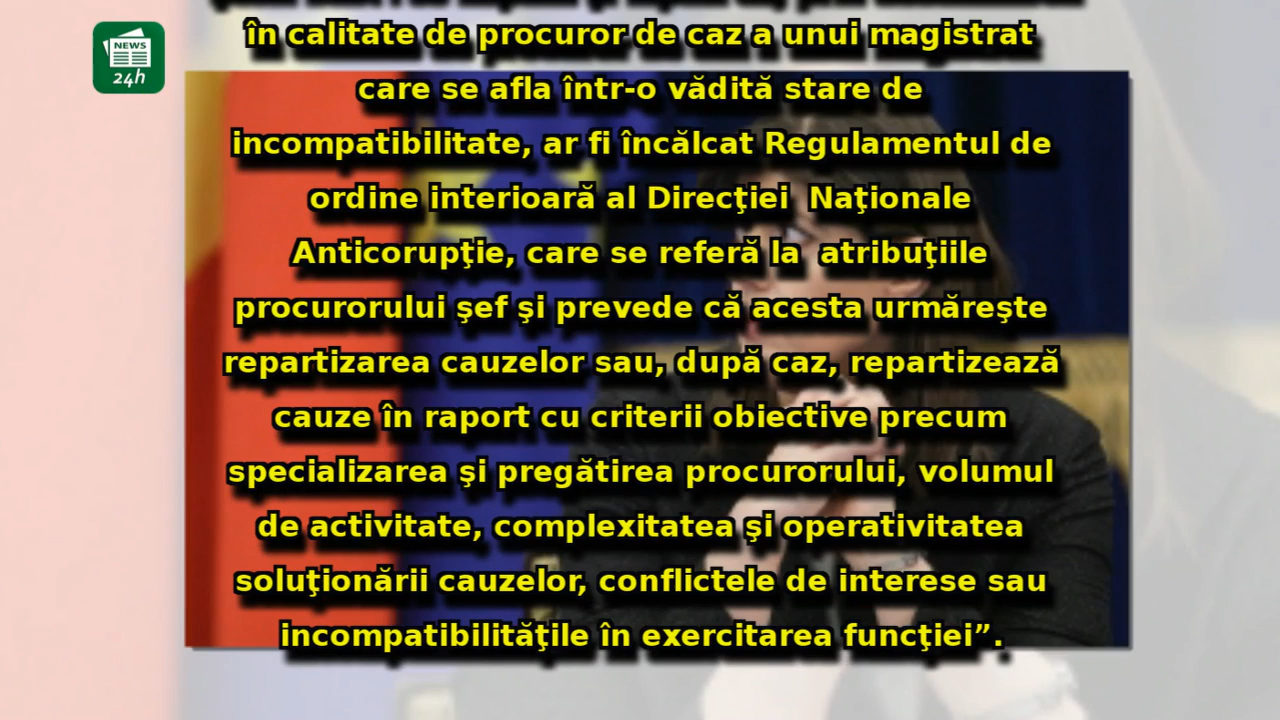 NEWS
24h
în calitate de procuror de caz a unui magistrat
care se afla într-o vădită stare de
incompatibilitate, ar fi încălcat Regulamentul de
ordine interioară al Direcţiei  Naţionale
Anticorupţie, care se referă la  atribuţiile
procurorului şef şi prevede că acesta urmăreşte
repartizarea cauzelor sau, după caz, repartizează
cauze în raport cu criterii obiective precum
specializarea şi pregătirea procurorului, volumul
de activitate, complexitatea şi operativitatea
soluţionării cauzelor, conflictele de interese sau
incompatibilităţile în exercitarea funcţiei”.